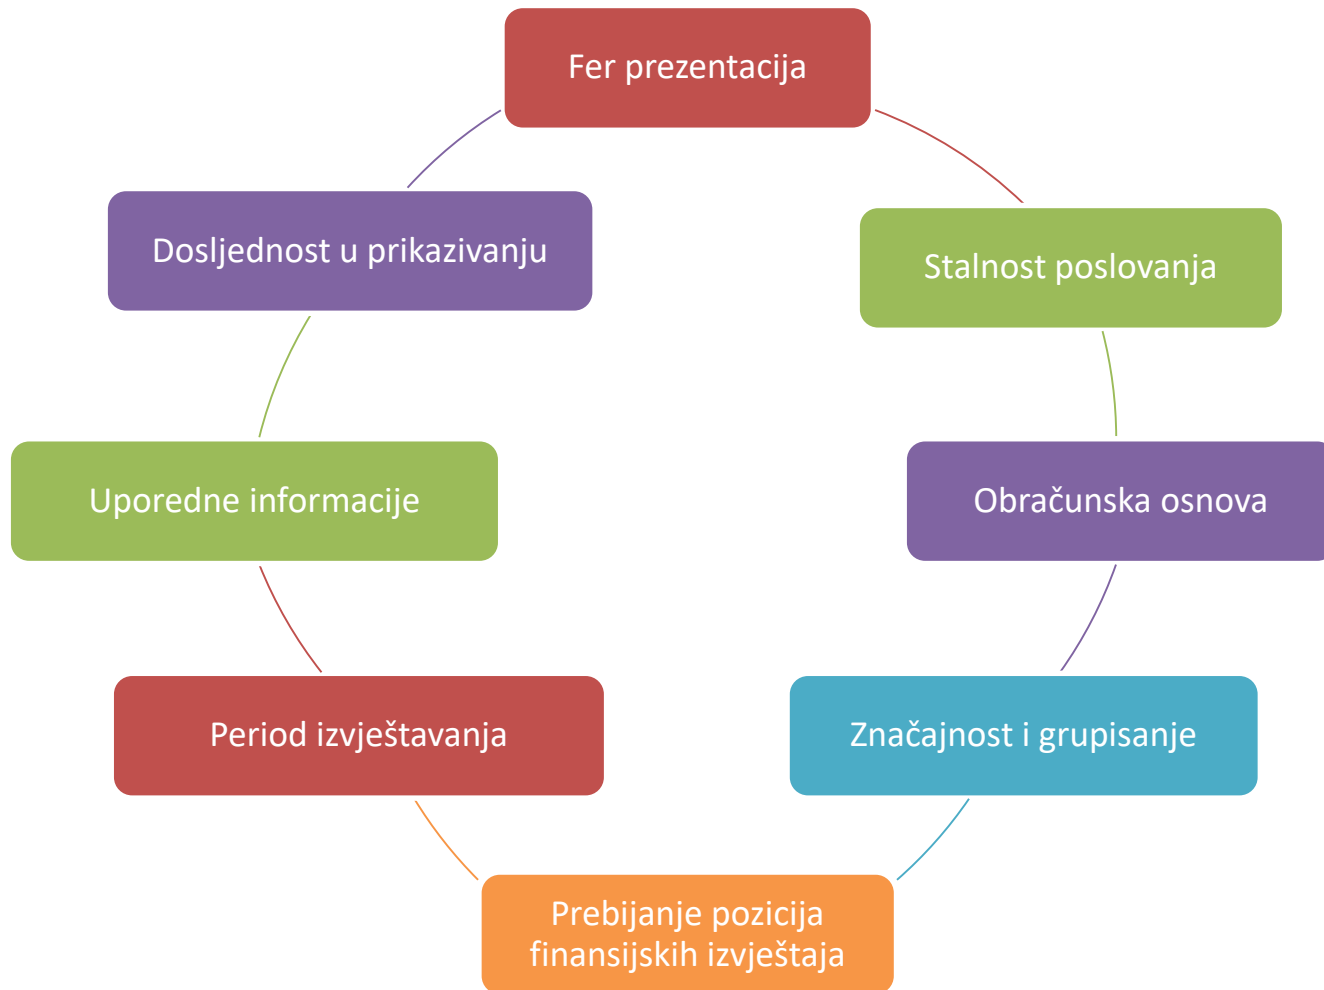 Fer prezentacija
Stalnost poslovanja
Obračunska osnova
Značajnost i grupisanje
Prebijanje pozicija
finansijskih izvještaja
Period izvještavanja
Uporedne informacije
Dosljednost u prikazivanju